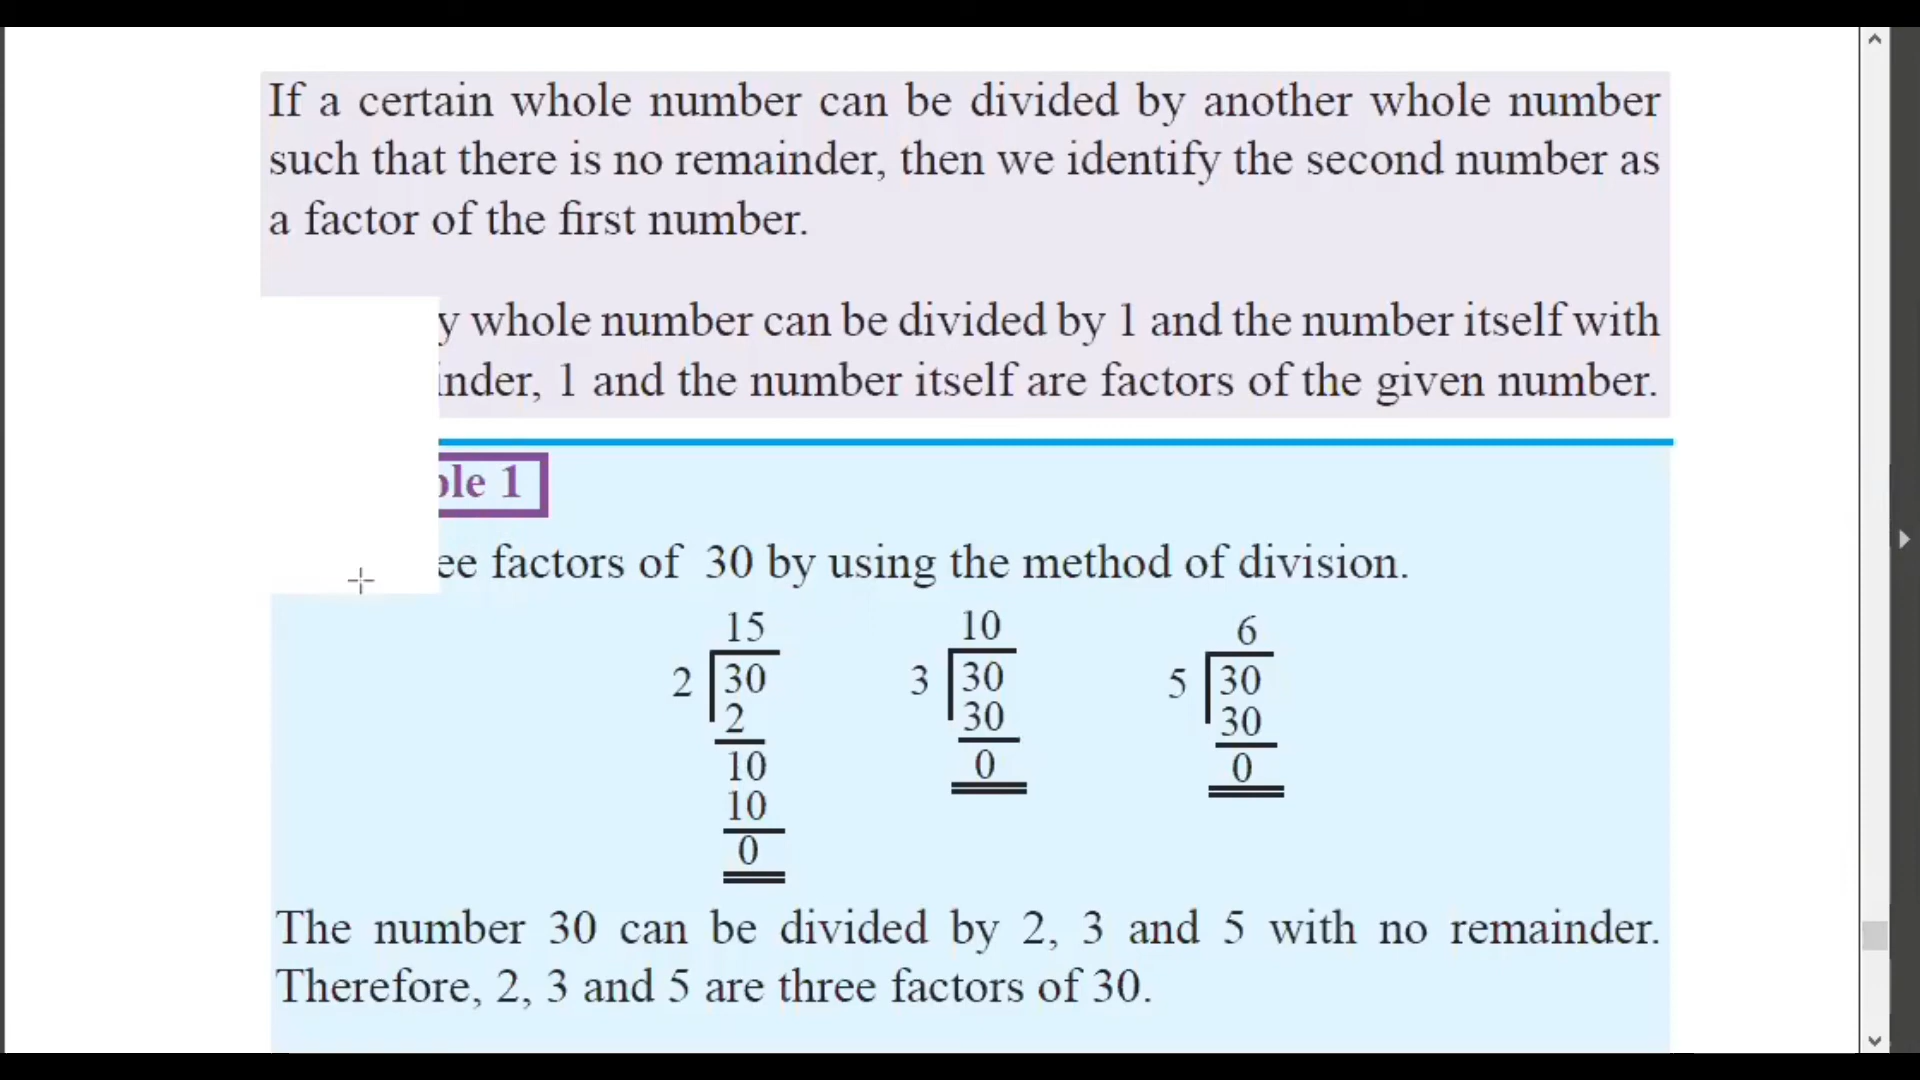 If a certain whole number can be divided by another whole number
such that there is no remainder, then we identify the second number as
a factor of the first number.
whole number can be divided by 1 and the number itself with
1 and the number itself are factors of the given number.
1
factors of 30 by using the method of division.
15 10 6
2 30 3 30 5 30
2 30 30
10 0 0
10
0
The number 30 can be divided by 2, 3 and 5 with no remainder.
Therefore, 2, 3 and 5 are three factors of 30.